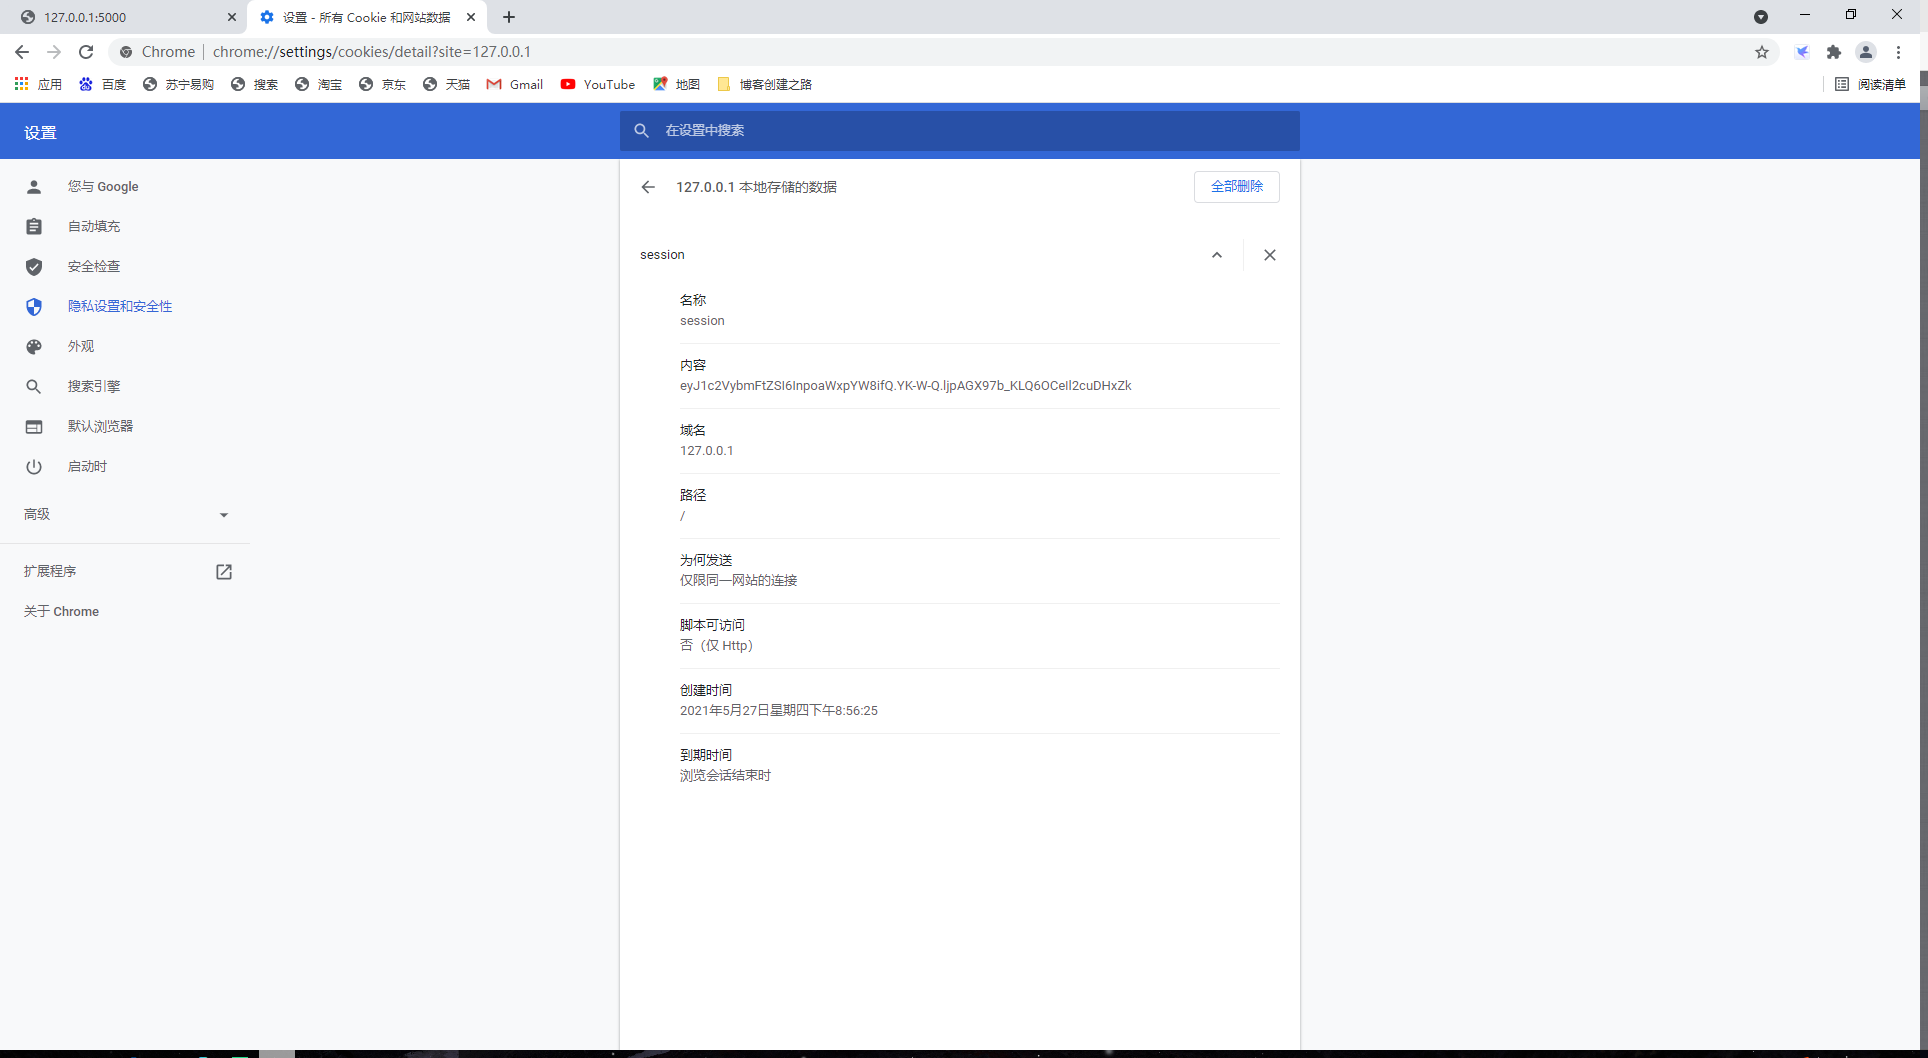 127.0.0.1:5000
设置 - 所有 Cookie 和网站数据
Chrome | chrome://settings/cookies/detail?site=127.0.0.1
应用 百度 苏宁易购 搜索 淘宝 京东 天猫 Gmail YouTube 地图 博客创建之路 阅读清单
设置
在设置中搜索
您与 Google
自动填充
安全检查
隐私设置和安全性
外观
搜索引擎
默认浏览器
启动时
高级
扩展程序
关于 Chrome
127.0.0.1 本地存储的数据
全部删除
session
名称
session
内容
eyJ1c2VybmFtZSI6InpoaWxpYW8ifQ.YK-W-Q.ljpAGX97b_KLQ6OCeIl2cuDHxZk
域名
127.0.0.1
路径
/
为何发送
仅限同一网站的连接
脚本可访问
否（仅 Http）
创建时间
2021年5月27日星期四下午8:56:25
到期时间
浏览会话结束时